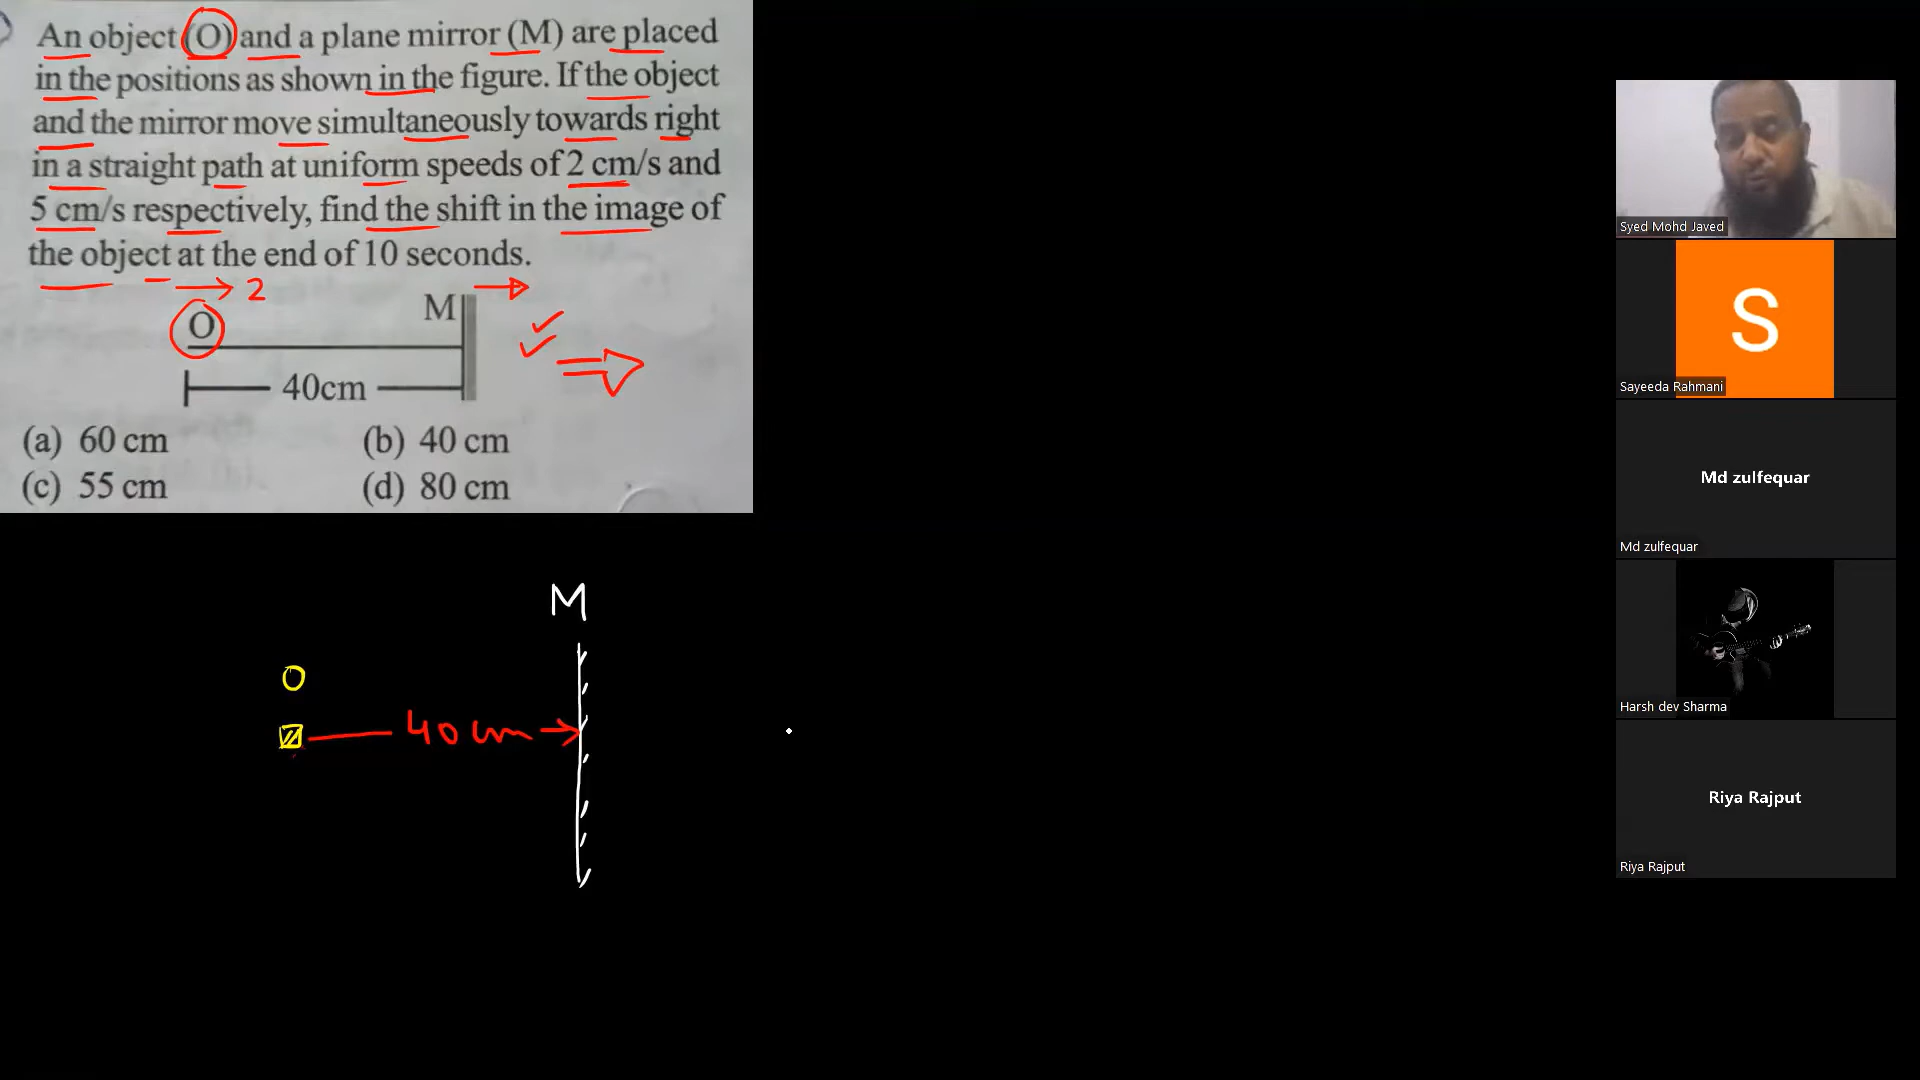 An object (O) and a plane mirror (M) are placed
in the positions as shown in the figure. If the object
and the mirror move simultaneously towards right
in a straight path at uniform speeds of 2 cm/s and
5 cm/s respectively, find the shift in the image of
the object at the end of 10 seconds.
2
M
O
40cm
(a) 60 cm
(b) 40 cm
(c) 55 cm
(d) 80 cm
M
O
40 cm
Syed Mohd Javed
S
Sayeeda Rahmani
Md zulfequar
Md zulfequar
Harsh dev Sharma
Riya Rajput
Riya Rajput